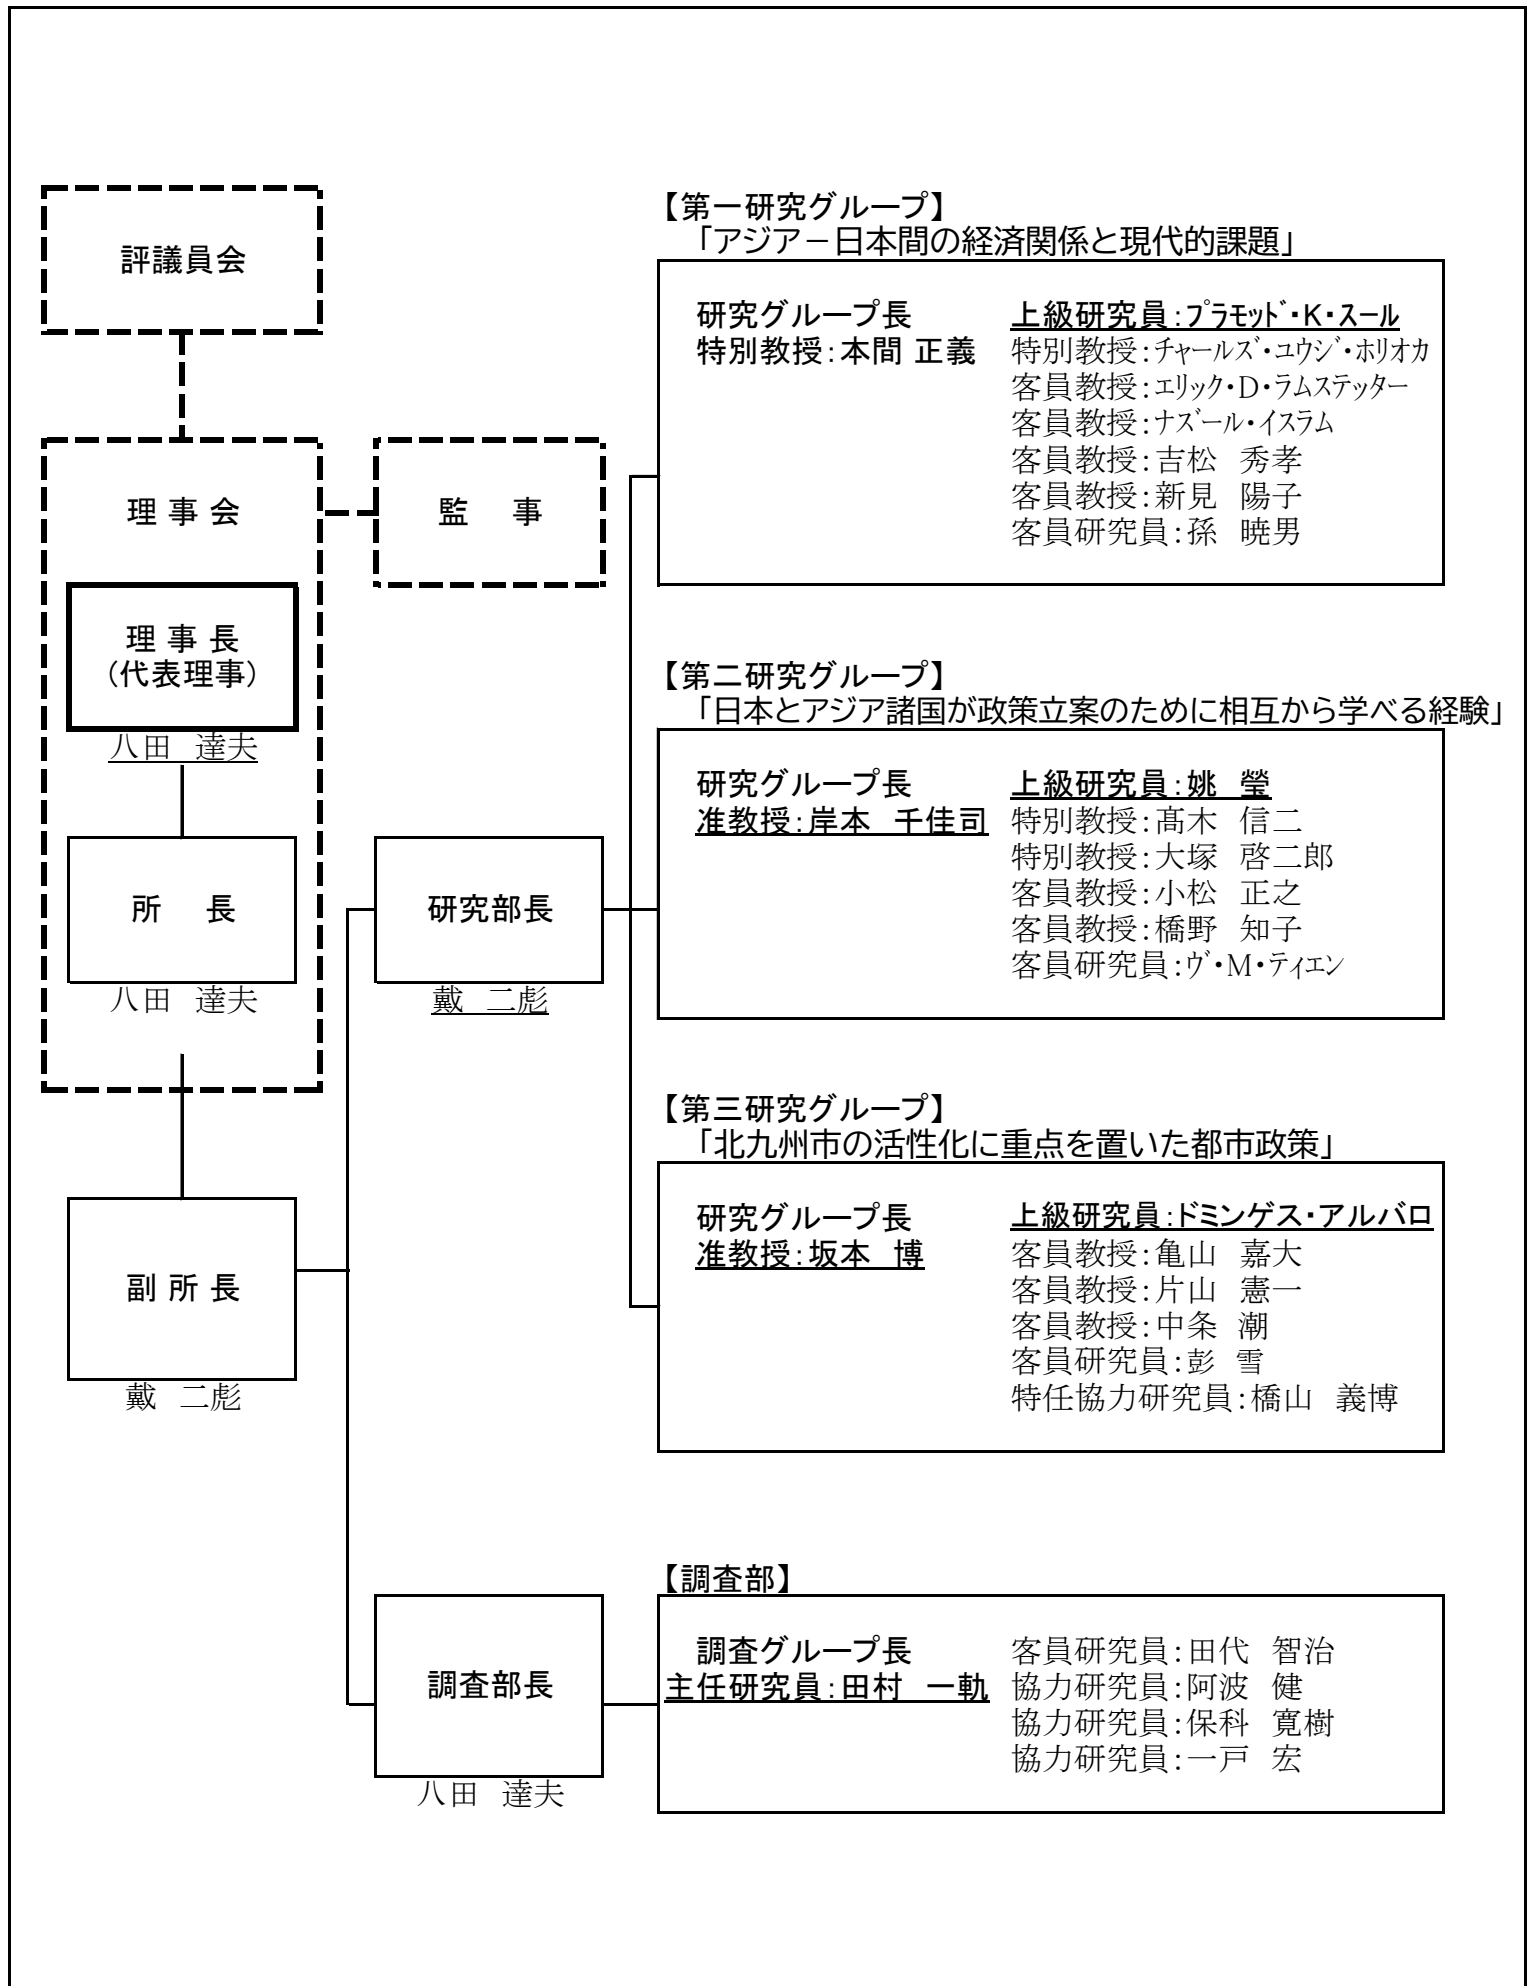 評議員会
理 事 会
監　事
理 事 長
(代表理事)
八田　達夫
所　長
八田　達夫
副 所 長
戴　二彪
研究部長
戴　二彪
調査部長
八田　達夫
【第一研究グループ】
「アジア－日本間の経済関係と現代的課題」
研究グループ長
特別教授：本間 正義
上級研究員：プラモッド・K・スール
特別教授：チャールズ・ユウジ・ホリオカ
客員教授：エリック・D・ラムステッター
客員教授：ナズール・イスラム
客員教授：吉松　秀孝
客員教授：新見　陽子
客員研究員：孫　暁男
【第二研究グループ】
「日本とアジア諸国が政策立案のために相互から学べる経験」
研究グループ長
准教授：岸本　千佳司
上級研究員：姚　瑩
特別教授：髙木　信二
特別教授：大塚　啓二郎
客員教授：小松　正之
客員教授：橋野　知子
客員研究員：ヴ・M・ティエン
【第三研究グループ】
「北九州市の活性化に重点を置いた都市政策」
研究グループ長
准教授：坂本　博
上級研究員：ドミンゲス・アルバロ
客員教授：亀山　嘉大
客員教授：片山　憲一
客員教授：中条　潮
客員研究員：彭　雪
特任協力研究員：橋山　義博
【調査部】
調査グループ長
主任研究員：田村　一軌
客員研究員：田代　智治
協力研究員：阿波　健
協力研究員：保科　寛樹
協力研究員：一戸　宏